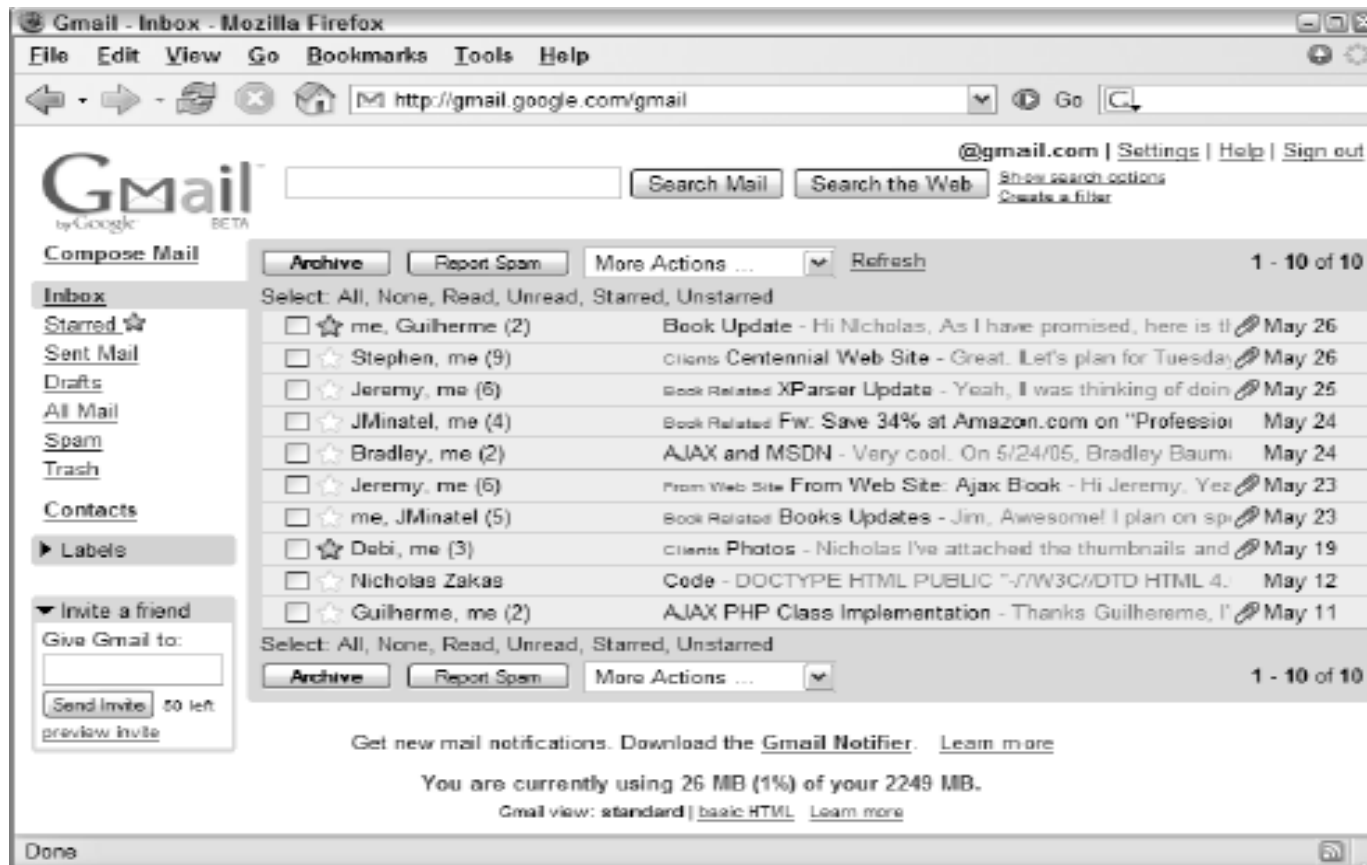 Gmail - Inbox - Mozilla Firefox
File Edit View Go Bookmarks Tools Help
http://gmail.google.com/gmail Go
@gmail.com | Settings | Help | Sign out
Gmail by Google BETA
Search Mail Search the Web Show search options
Create a filter
Compose Mail
Archive Report Spam More Actions ... Refresh 1 - 10 of 10
Inbox
Select: All, None, Read, Unread, Starred, Unstarred
Starred
Sent Mail
Drafts
All Mail
Spam
Trash
Contacts
Labels
Invite a friend
Give Gmail to:
Send Invite 50 left
preview invite
me, Guilherme (2) Book Update - Hi Nicholas, As I have promised, here is tl May 26
Stephen, me (9) Clients Centennial Web Site - Great. Let's plan for Tuesday May 26
Jeremy, me (6) Book Related XParser Update - Yeah, I was thinking of doin May 25
JMinatel, me (4) Book Related Fw: Save 34% at Amazon.com on "Professio May 24
Bradley, me (2) AJAX and MSDN - Very cool. On 5/24/05, Bradley Baum May 24
Jeremy, me (6) From Web Site From Web Site: Ajax Book - Hi Jeremy, Yea May 23
me, JMinatel (5) Book Related Books Updates - Jim, Awesome! I plan on spe May 23
Debi, me (3) Clients Photos - Nicholas I've attached the thumbnails and May 19
Nicholas Zakas Code - DOCTYPE HTML PUBLIC "-//W3C//DTD HTML 4. May 12
Guilherme, me (2) AJAX PHP Class Implementation - Thanks Guilhereme, I' May 11
Select: All, None, Read, Unread, Starred, Unstarred
Archive Report Spam More Actions ... 1 - 10 of 10
Get new mail notifications. Download the Gmail Notifier. Learn more
You are currently using 26 MB (1%) of your 2249 MB.
Gmail view: standard | basic HTML Learn more
Done